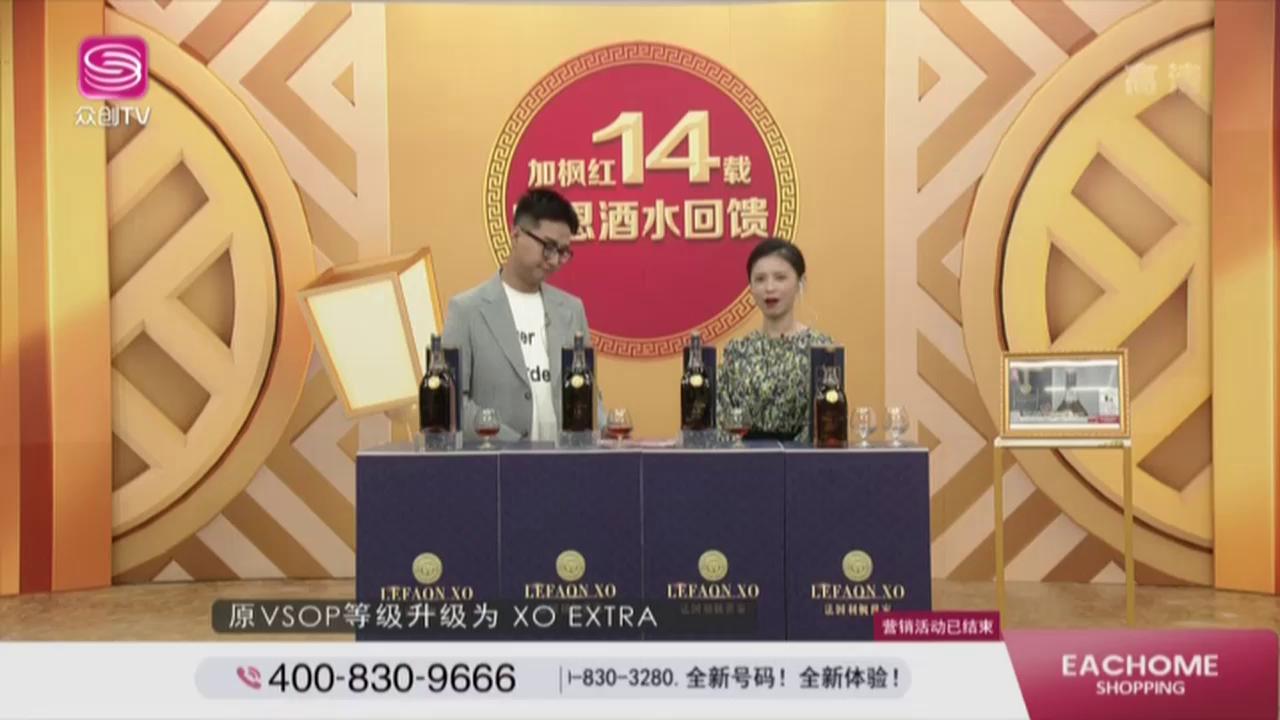 众创TV
高清
加枫红14载
恩酒水回馈
LEFAON XO
LEFAON XO
LEFAON XO
LEFAON XO
原VSOP等级升级为 XO EXTRA
营销活动已结束
400-830-9666
-830-3280. 全新号码！全新体验！
EACHOME
SHOPPING